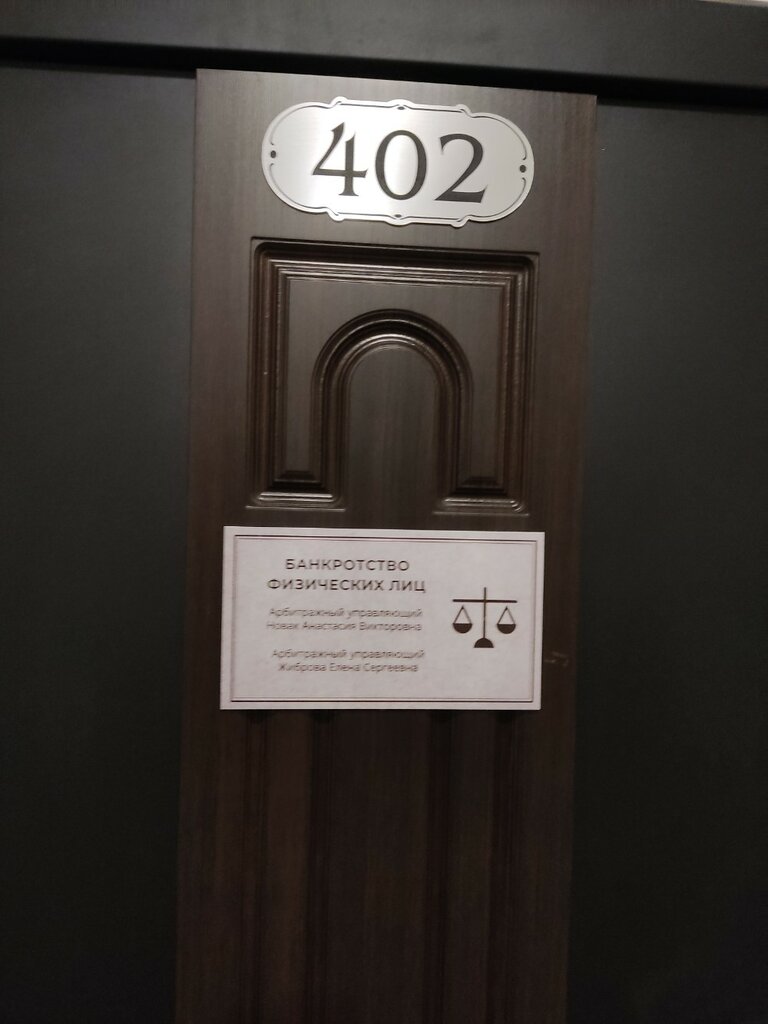 402
БАНКРОТСТВО
ФИЗИЧЕСКИХ ЛИЦ
Арбитражный управляющий
Новак Анастасия Викторовна
Арбитражный управляющий
Жиброва Елена Сергеевна